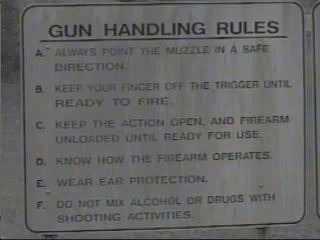 GUN HANDLING RULES
A. ALWAYS POINT THE MUZZLE IN A SAFE
DIRECTION.
B. KEEP YOUR FINGER OFF THE TRIGGER UNTIL
READY TO FIRE.
C. KEEP THE ACTION OPEN, AND FIREARM
UNLOADED UNTIL READY FOR USE.
D. KNOW HOW THE FIREARM OPERATES.
E. WEAR EAR PROTECTION.
F. DO NOT MIX ALCOHOL OR DRUGS WITH
SHOOTING ACTIVITIES.